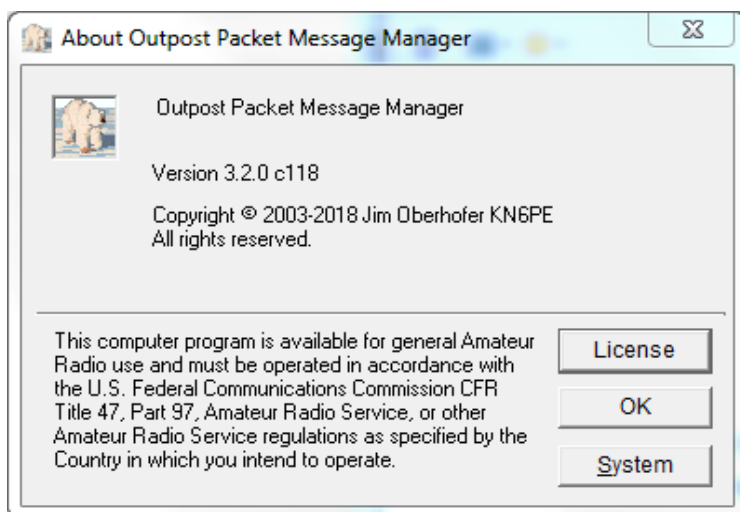 About Outpost Packet Message Manager
Outpost Packet Message Manager
Version 3.2.0 c118
Copyright © 2003-2018 Jim Oberhofer KN6PE
All rights reserved.
This computer program is available for general Amateur
Radio use and must be operated in accordance with
the U.S. Federal Communications Commission CFR
Title 47, Part 97, Amateur Radio Service, or other
Amateur Radio Service regulations as specified by the
Country in which you intend to operate.
License
OK
System